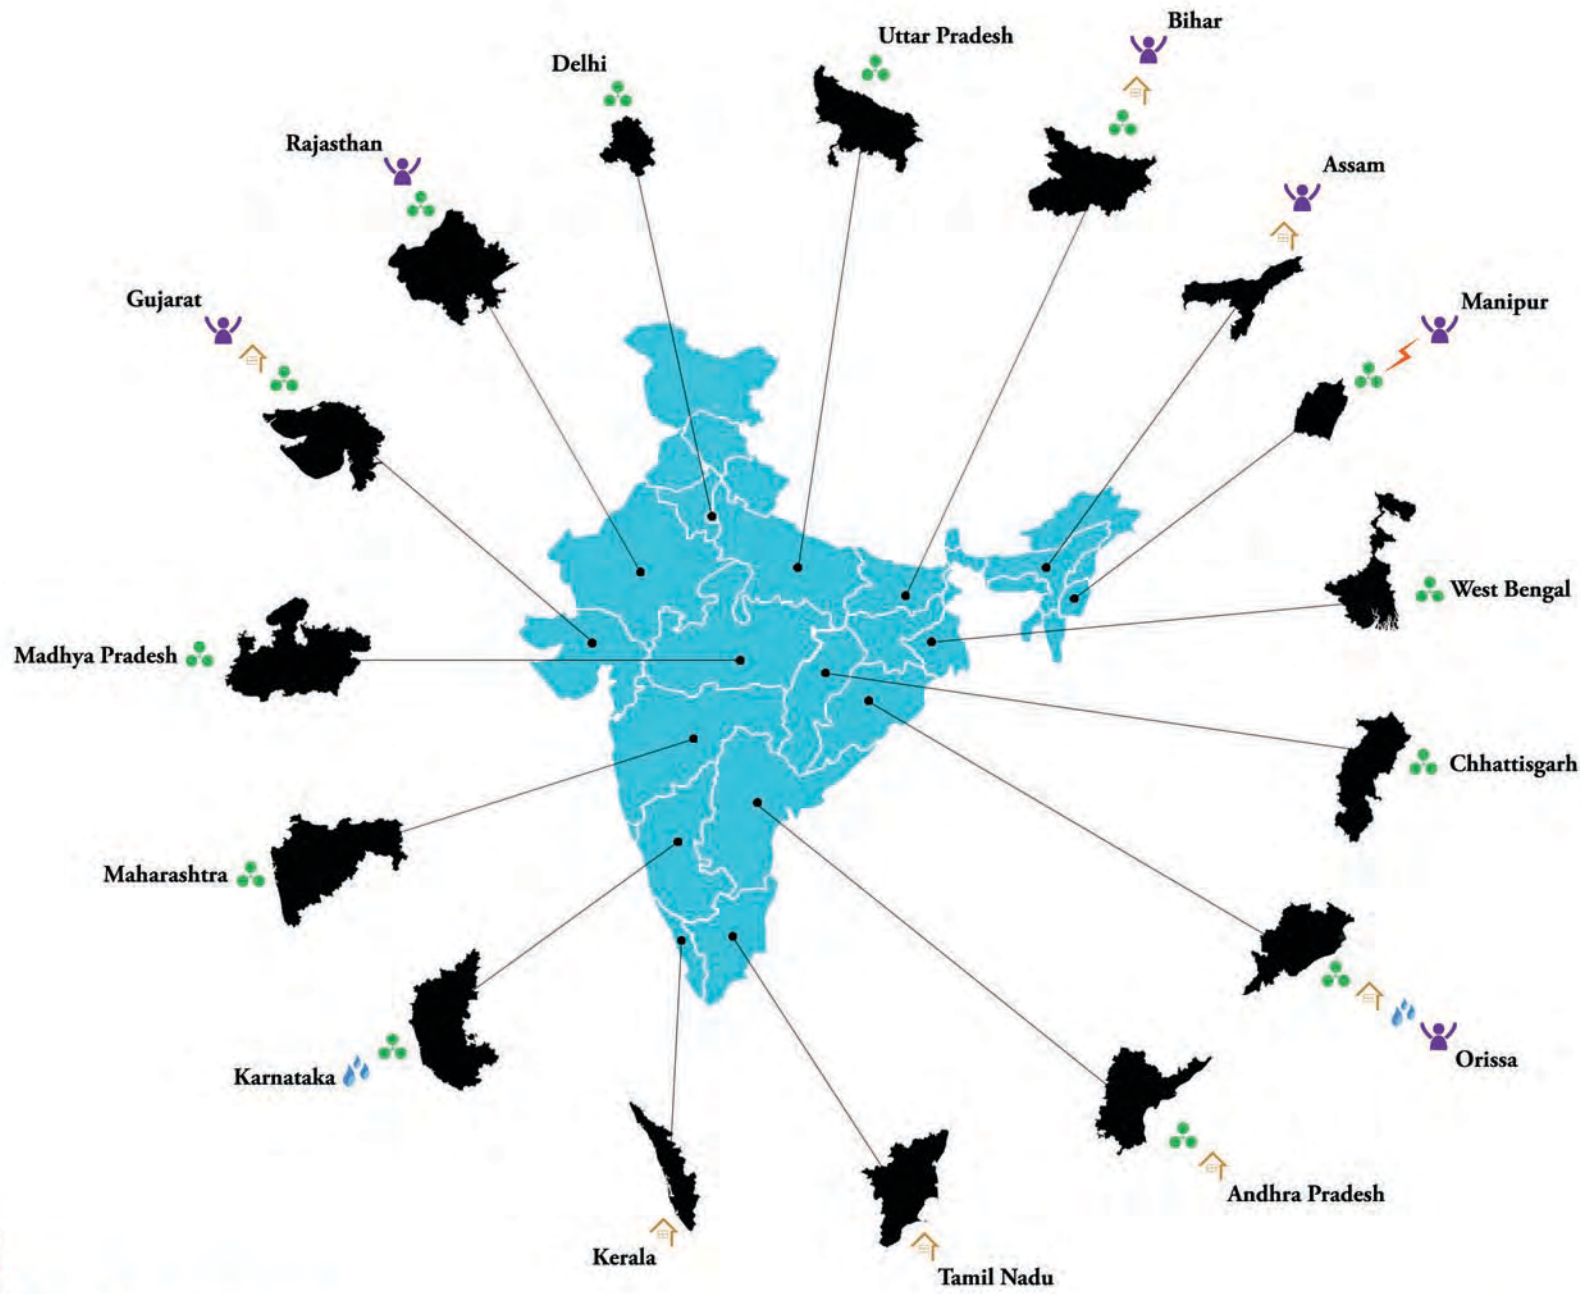 Bihar
Uttar Pradesh
Delhi
Rajasthan
Assam
Gujarat
Manipur
West Bengal
Madhya Pradesh
Chhattisgarh
Maharashtra
Orissa
Karnataka
Andhra Pradesh
Kerala
Tamil Nadu